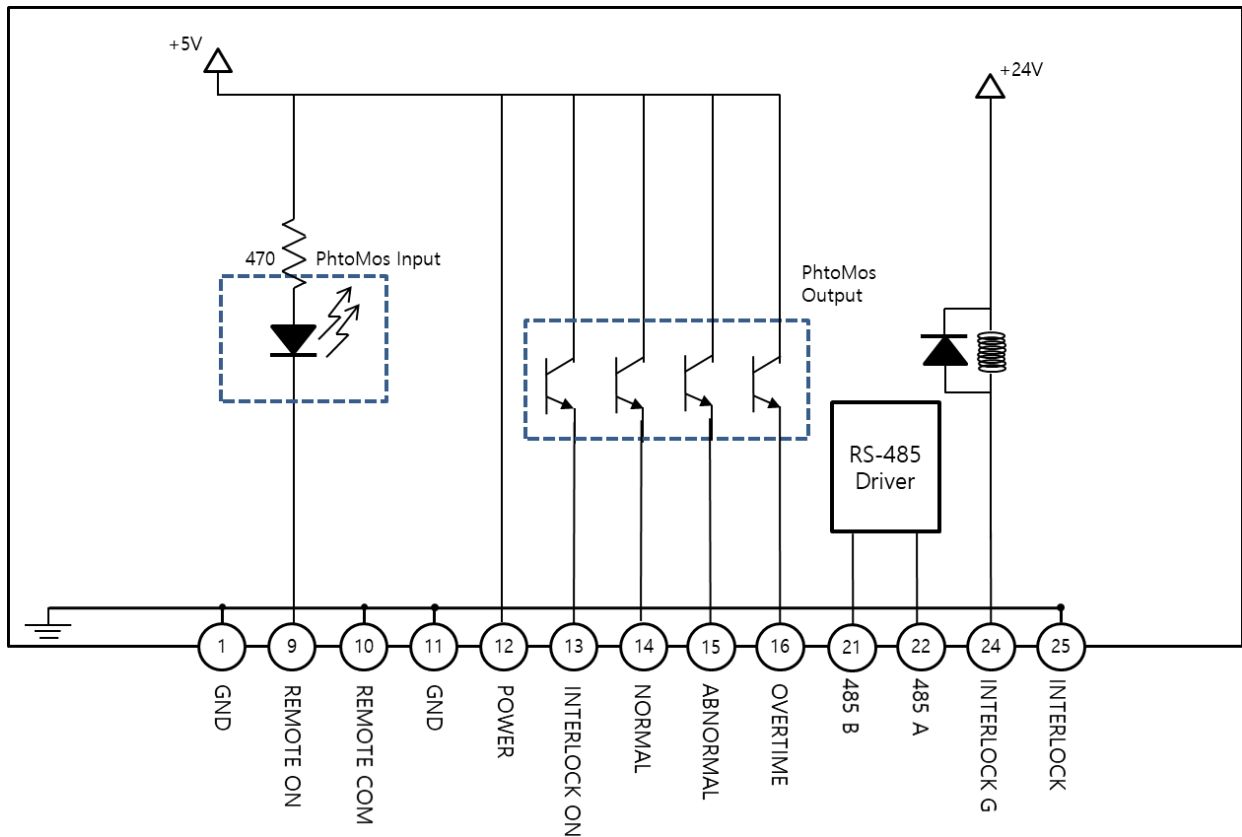 +5V
+24V
470
PhtoMos Input
PhtoMos
Output
RS-485
Driver
1
9
10
11
12
13
14
15
16
21
22
24
25
GND
REMOTE ON
REMOTE COM
GND
POWER
INTERLOCK ON
NORMAL
ABNORMAL
OVERTIME
485 B
485 A
INTERLOCK G
INTERLOCK